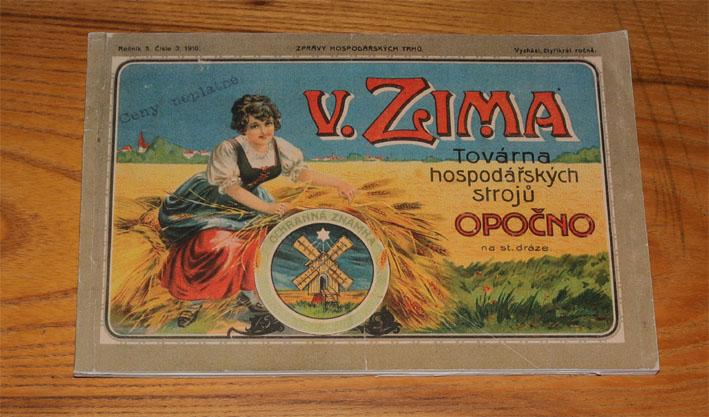 Ročník 5. Číslo 3. 1910.
ZPRÁVY HOSPODÁŘSKÝCH TRHŮ.
Vychází čtyřikrát ročně.
Ceny neplatné
V. ZIMA
Továrna
hospodářských
strojů
OPOČNO
na st. dráze.
OCHRANNÁ ZNÁMKA